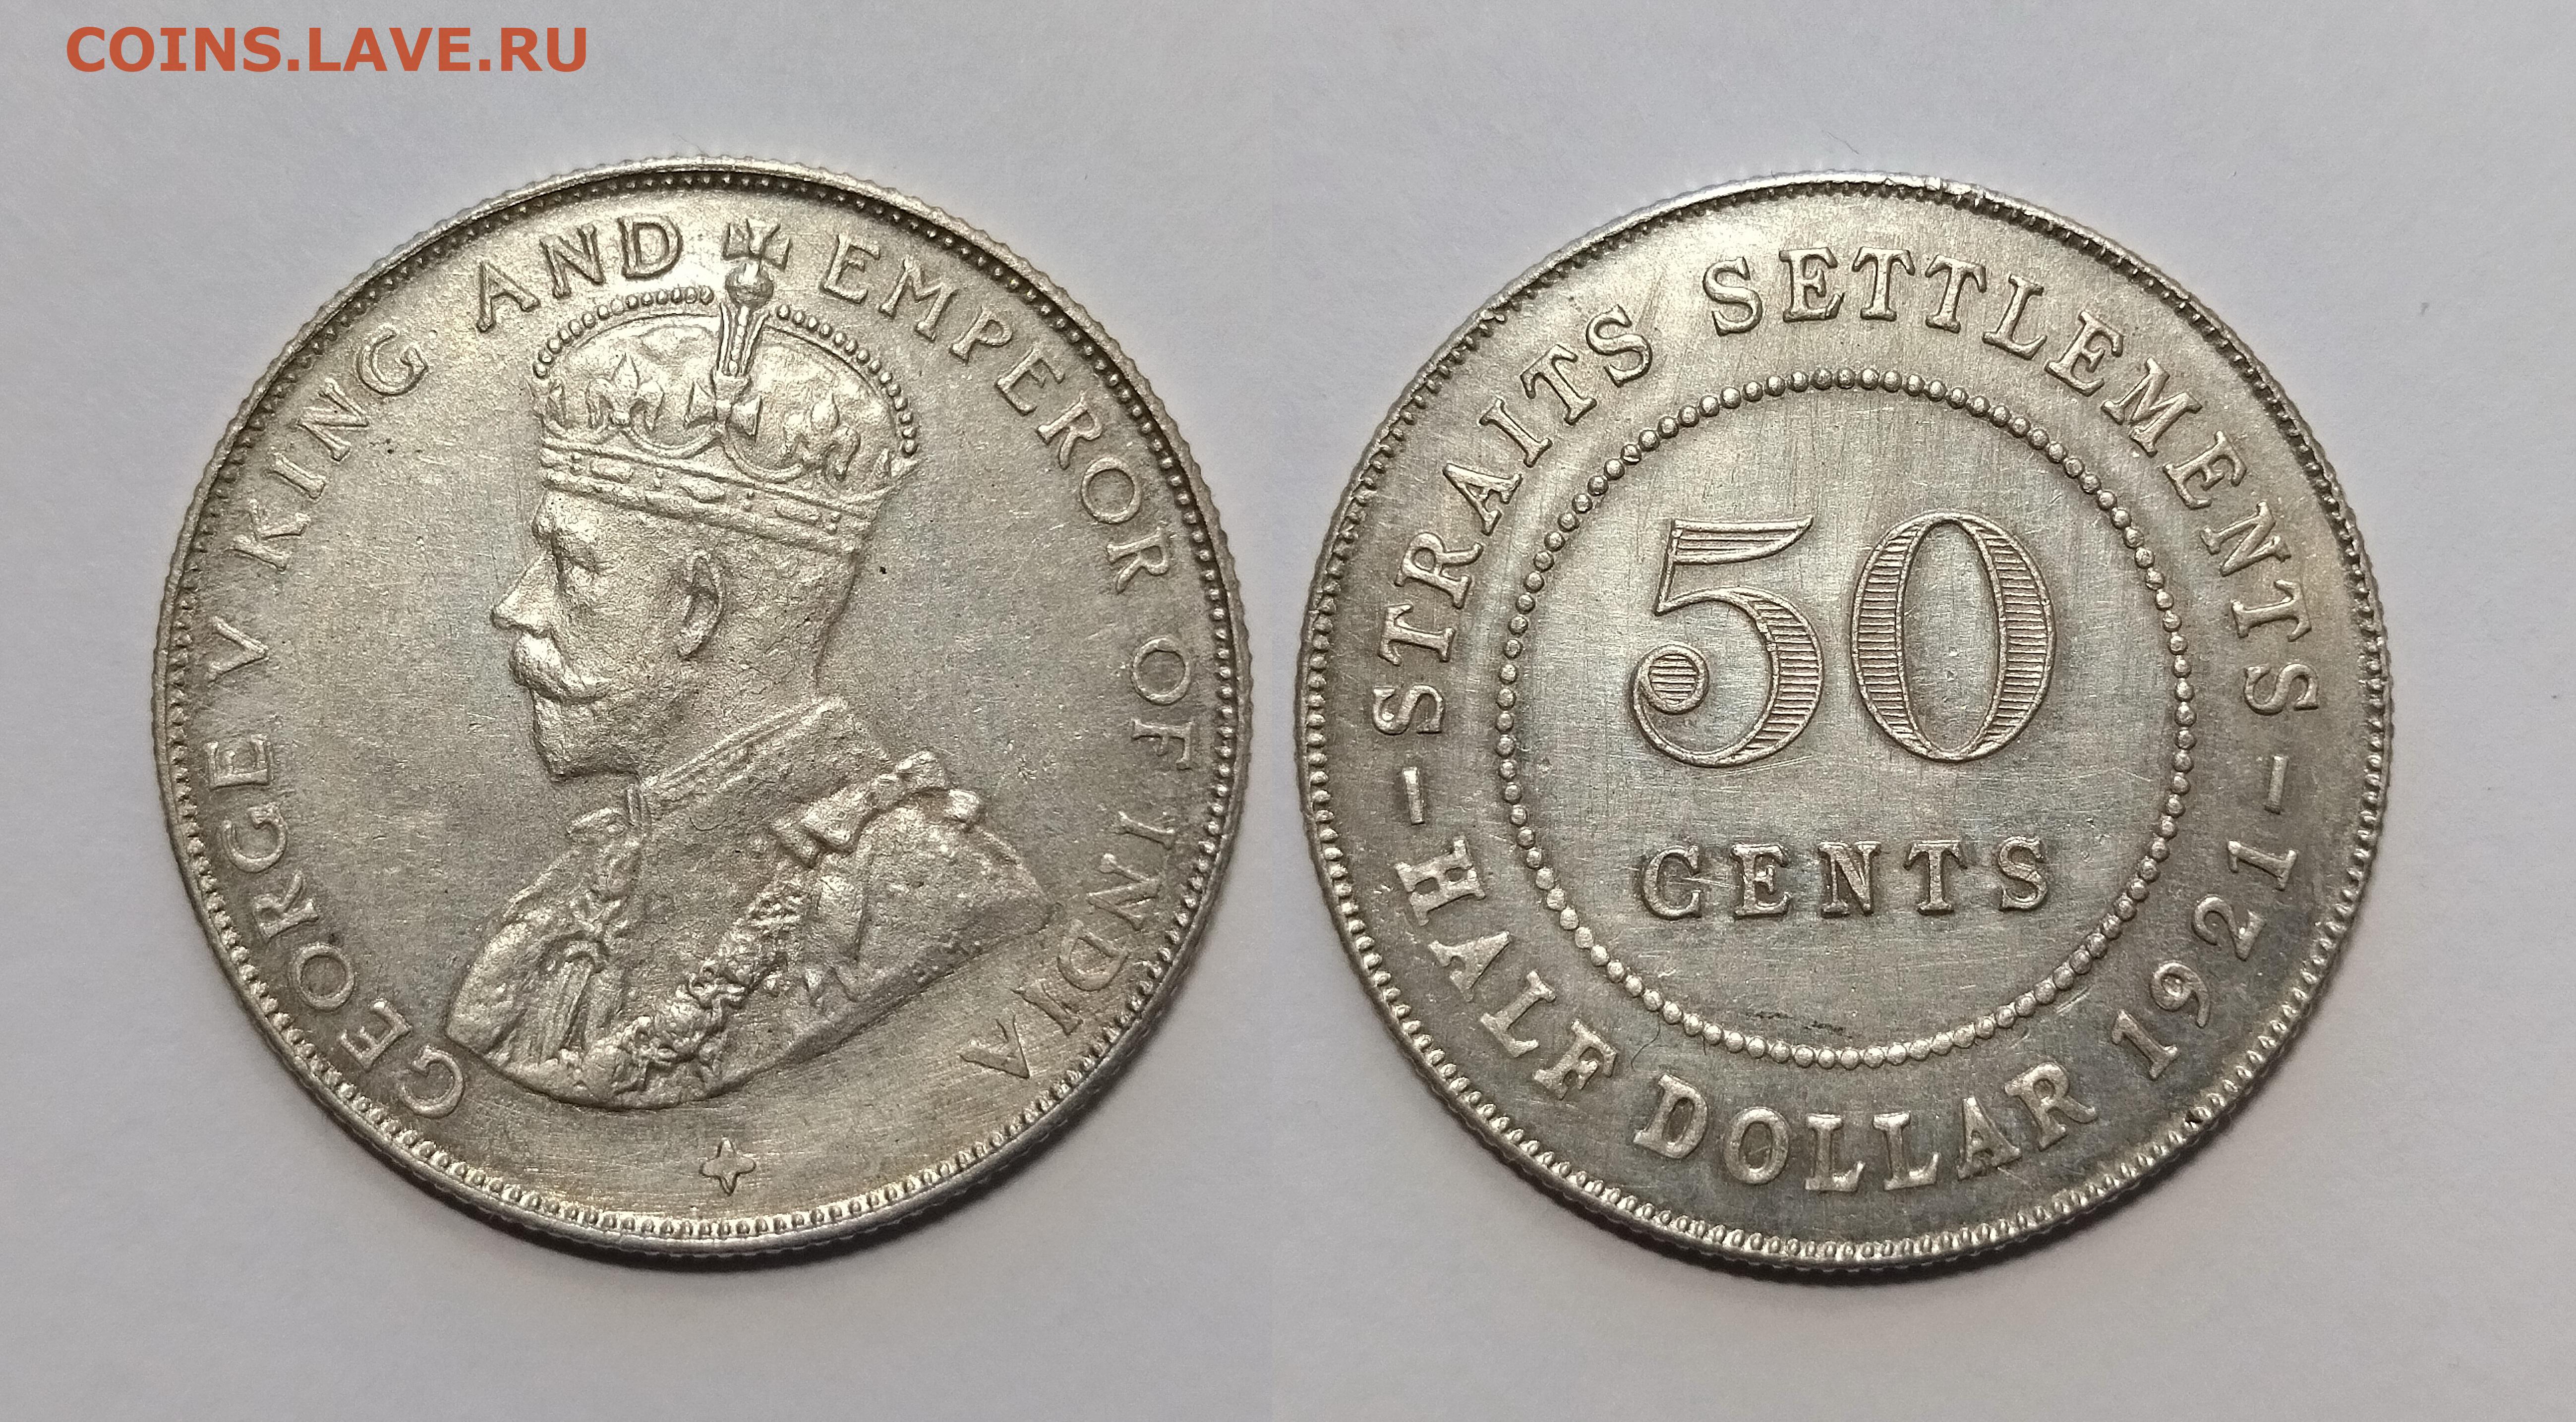 COINS.LAVE.RU
GEORGE V KING AND EMPEROR OF INDIA
STRAITS SETTLEMENTS
50
CENTS
–HALF DOLLAR 1921–